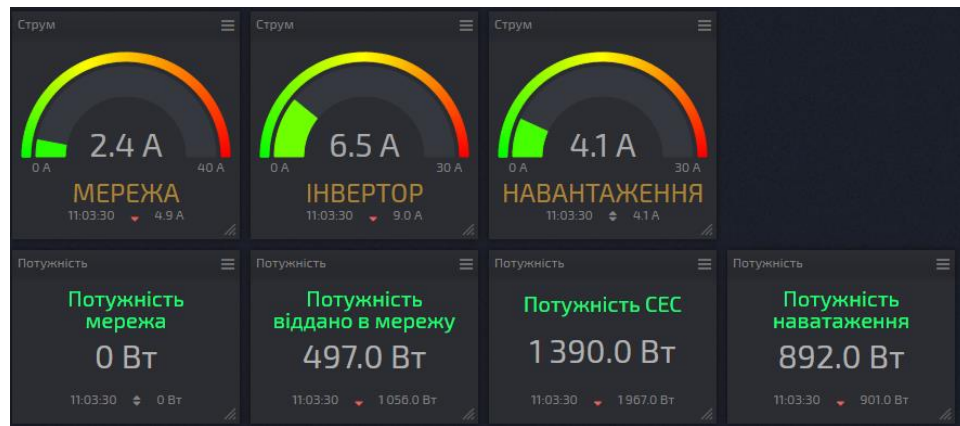 Струм
2.4 A
0 A 40 A
МЕРЕЖА
11:03:30 4.9 A
Струм
6.5 A
0 A 30 A
ІНВЕРТОР
11:03:30 9.0 A
Струм
4.1 A
0 A 30 A
НАВАНТАЖЕННЯ
11:03:30 4.1 A
Потужність
Потужність
мережа
0 Вт
11:03:30 0 Вт
Потужність
Потужність
віддано в мережу
497.0 Вт
11:03:30 1 056.0 Вт
Потужність
Потужність СЕС
1 390.0 Вт
11:03:30 1 967.0 Вт
Потужність
Потужність
наватаження
892.0 Вт
11:03:30 901.0 Вт